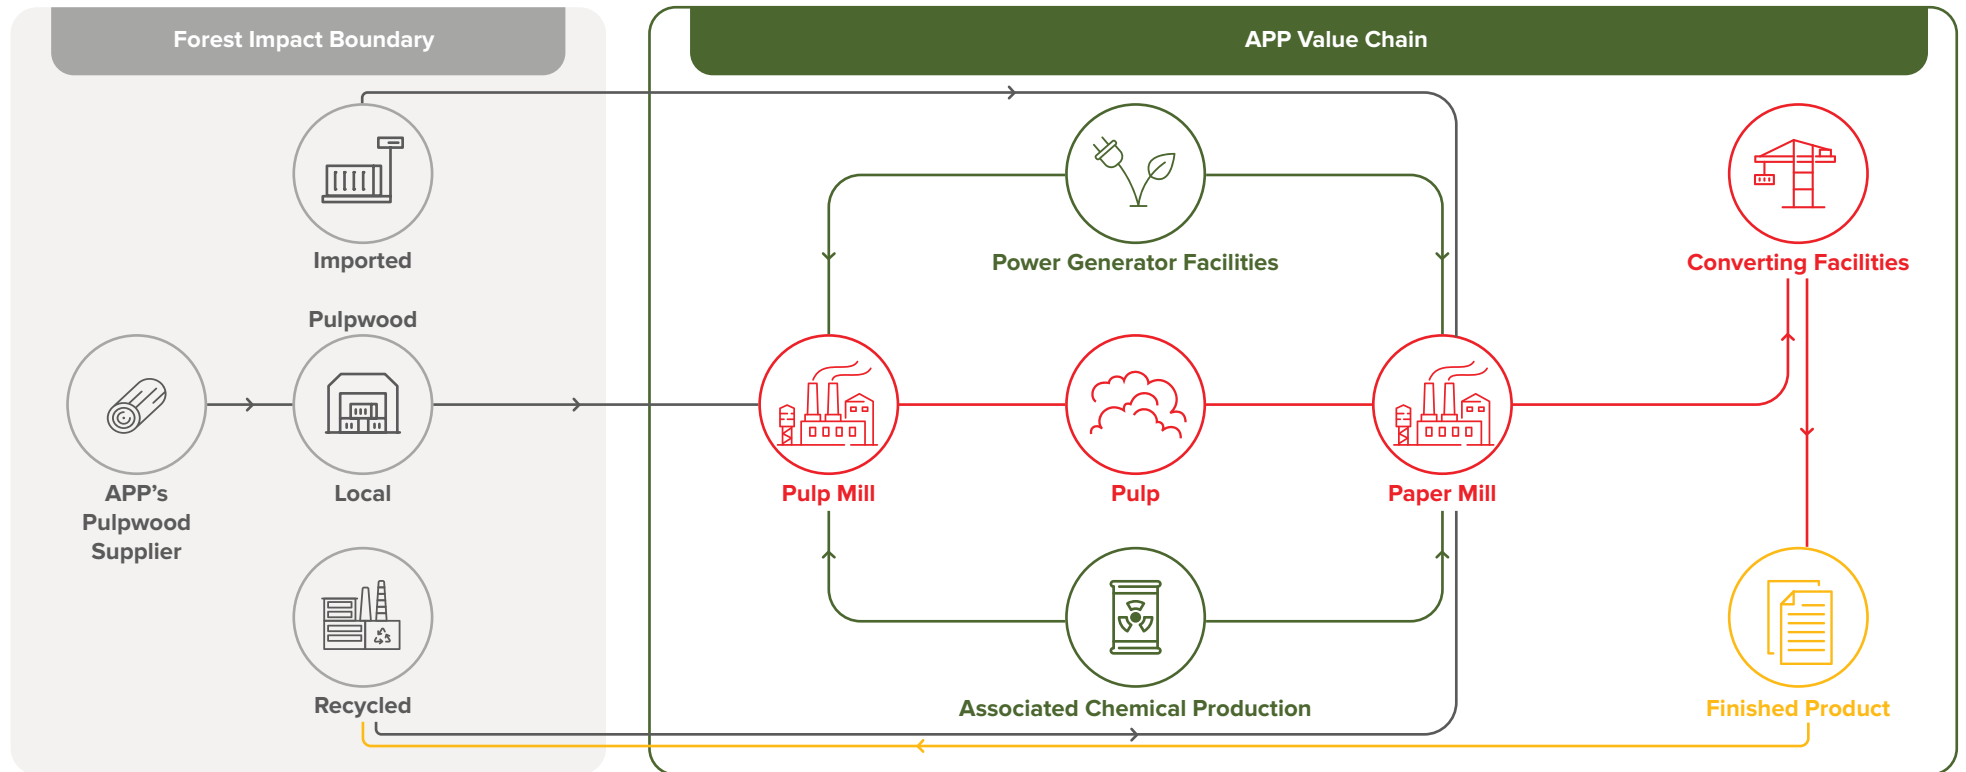 Forest Impact Boundary
APP Value Chain
Imported
Pulpwood
APP’s
Pulpwood
Supplier
Local
Recycled
Power Generator Facilities
Pulp Mill
Pulp
Paper Mill
Associated Chemical Production
Converting Facilities
Finished Product